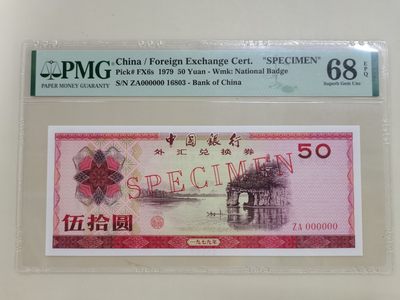 PMG
PAPER MONEY GUARANTY
China / Foreign Exchange Cert. "SPECIMEN"
Pick# FX6s 1979 50 Yuan - Wmk: National Badge
S/N ZA000000 16803 - Bank of China
68 EPQ
Superb Gem Unc
中国银行
外汇兑换券
50
SPECIMEN
伍拾圆
ZA 000000
一九七九年